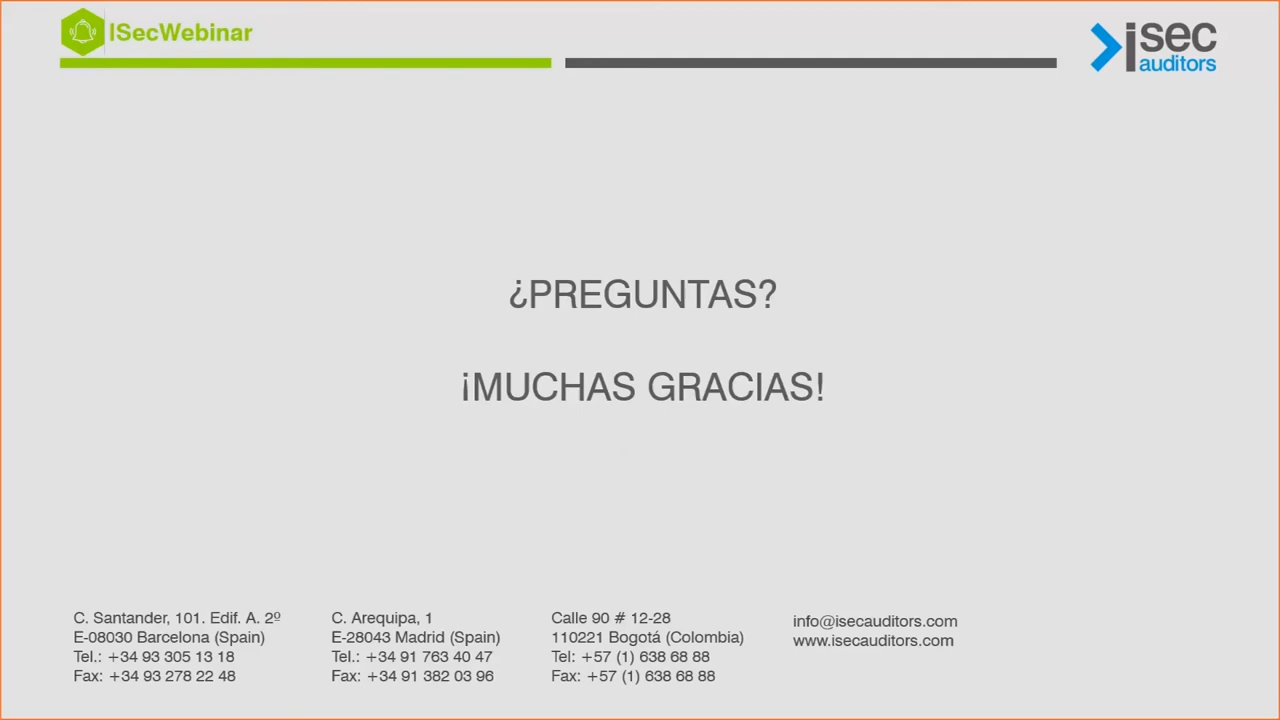 ISecWebinar
isec
auditors
¿PREGUNTAS?
¡MUCHAS GRACIAS!
C. Santander, 101. Edif. A. 2º
E-08030 Barcelona (Spain)
Tel.: +34 93 305 13 18
Fax: +34 93 278 22 48
C. Arequipa, 1
E-28043 Madrid (Spain)
Tel.: +34 91 763 40 47
Fax: +34 91 382 03 96
Calle 90 # 12-28
110221 Bogotá (Colombia)
Tel: +57 (1) 638 68 88
Fax: +57 (1) 638 68 88
info@isecauditors.com
www.isecauditors.com